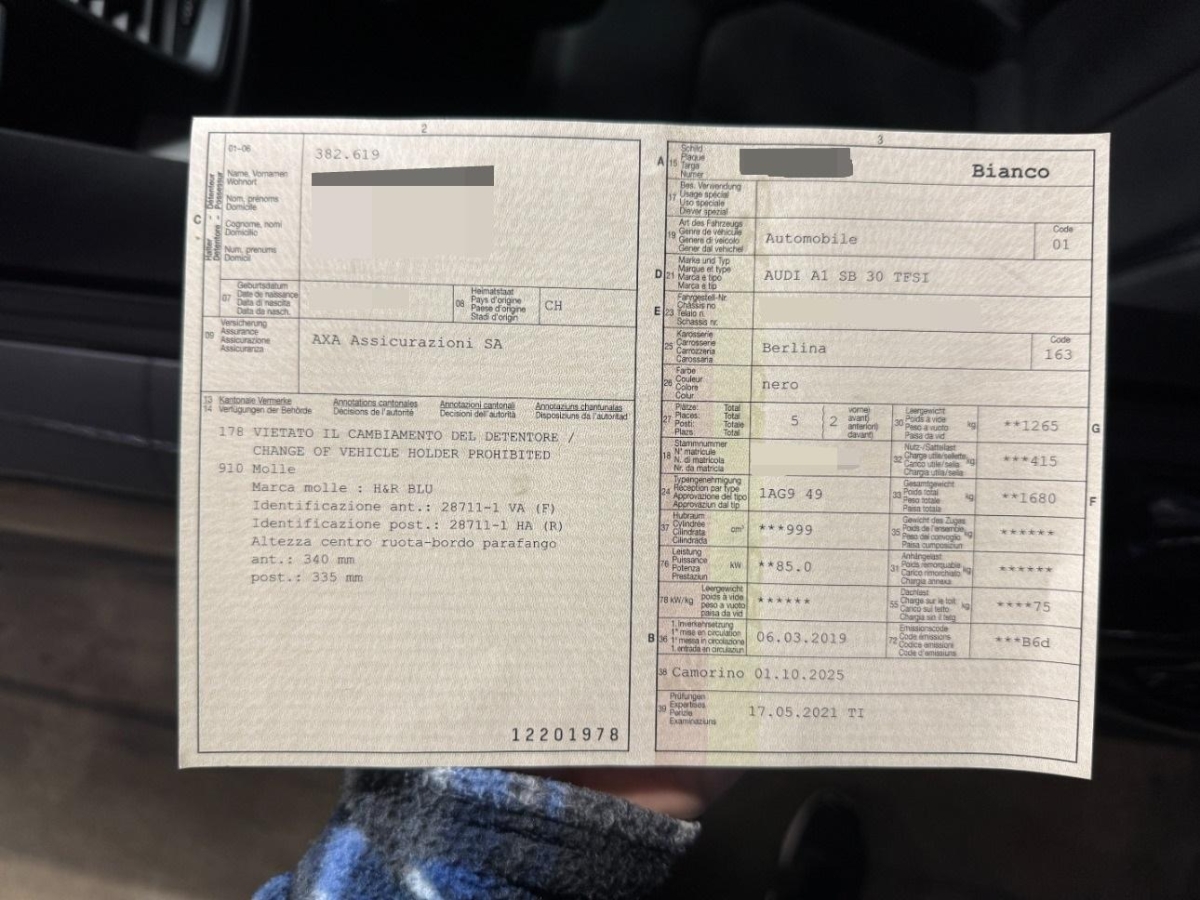 2
01-06
382.619
Name, Vornamen
Wohnort
Nom, prénoms
Domicile
Cognome, nomi
Domicilio
Num, prenums
Domicil
C
Halter Détenteur
Detentore Possessur
07
Geburtsdatum
Date de naissance
Data di nascita
Data da nasch.
08
Heimatstaat
Pays d'origine
Paese d'origine
Stadi d'origin
CH
09
Versicherung
Assurance
Assicurazione
Assicuranza
AXA Assicurazioni SA
13 Kantonale Vermerke Annotations cantonales Annotazioni cantonali Annotaziuns chantunalas
14 Verfügungen der Behörde Décisions de l'autorité Decisioni dell'autorità Disposiziuns da l'autoritad
178 VIETATO IL CAMBIAMENTO DEL DETENTORE /
CHANGE OF VEHICLE HOLDER PROHIBITED
910 Molle
Marca molle : H&R BLU
Identificazione ant.: 28711-1 VA (F)
Identificazione post.: 28711-1 HA (R)
Altezza centro ruota-bordo parafango
ant.: 340 mm
post.: 335 mm
12201978
3
A 15
Schild
Plaque
Targa
Numer
Bianco
17
Bes. Verwendung
Usage spécial
Uso speciale
Diever spezial
19
Art des Fahrzeugs
Genre de véhicule
Genere di veicolo
Gener dal vehichel
Automobile
Code
01
D 21
Marke und Typ
Marque et type
Marca e tipo
Marca e tip
AUDI A1 SB 30 TFSI
E 23
Fahrgestell-Nr.
Châssis no
Telaio n.
Schassis nr.
25
Karosserie
Carrosserie
Carrozzeria
Carossaria
Berlina
Code
163
26
Farbe
Couleur
Colore
Colur
nero
27
Plätze: Total
Places: Total
Posti: Totale
Plazs: Total
5
2
vorne)
avant)
anteriori)
davant)
30
Leergewicht
Poids à vide
Peso a vuoto
Paisa da vid
kg
**1265
G
18
Stammnummer
N° matricule
N. di matricola
Nr. da matricla
32
Nutz-/Sattellast
Charge utile/sellette
Carico utile/sella
Chargia utila/sella
kg
***415
24
Typengenehmigung
Réception par type
Approvazione del tipo
Approvaziun dal tip
1AG9 49
33
Gesamtgewicht
Poids total
Peso totale
Paisa totala
kg
**1680
F
37
Hubraum
Cylindrée
Cilindrata
Cilindrada
cm³
***999
35
Gewicht des Zuges
Poids de l'ensemble
Peso del convoglio
Paisa cumposiziun
kg
******
76
Leistung
Puissance
Potenza
Prestaziun
kW
**85.0
31
Anhängelast
Poids remorquable
Carico rimorchiato
Chargia annexa
kg
******
78 kW/kg
Leergewicht
poids à vide
peso a vuoto
paisa da vid
******
55
Dachlast
Charge sur le toit
Carico sul tetto
Chargia sin il tetg
kg
****75
B 36
1. Inverkehrsetzung
1re mise en circulation
1. messa in circolazione
1. entrada en circulaziun
06.03.2019
72
Emissionscode
Code émissions
Codice emissioni
Code d'emissiuns
***B6d
38
Camorino 01.10.2025
39
Prüfungen
Expertises
Perizie
Examinaziuns
17.05.2021 TI